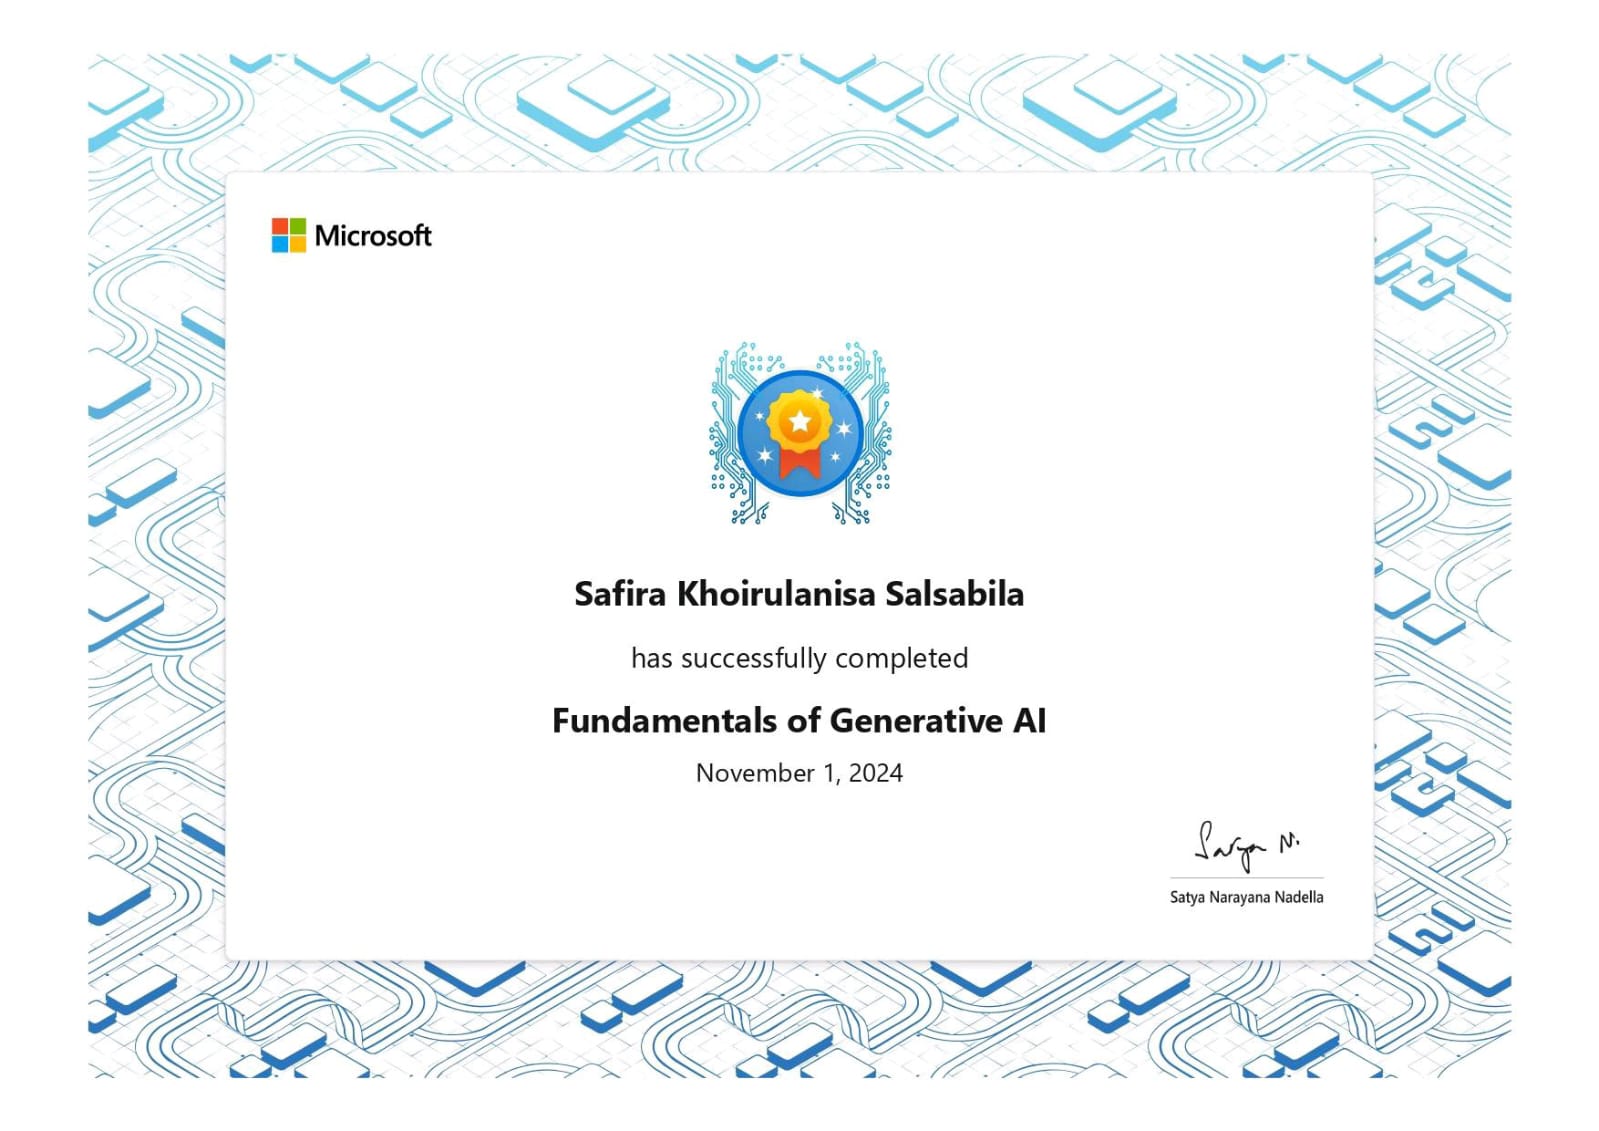 Microsoft
Safira Khoirulanisa Salsabila
has successfully completed
Fundamentals of Generative AI
November 1, 2024
Satya N.
Satya Narayana Nadella